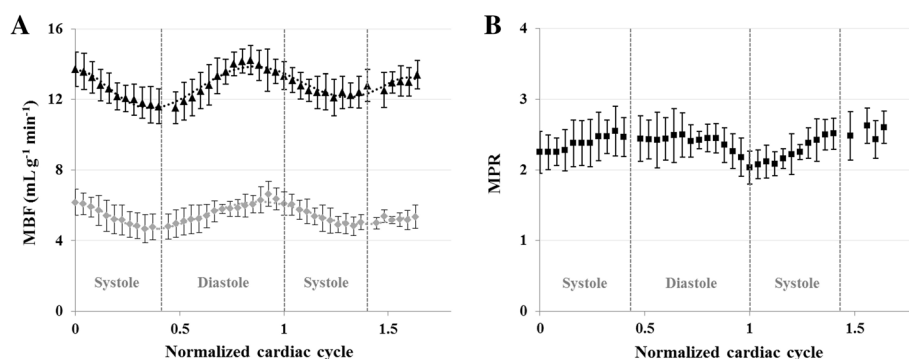 A
16
12
8
4
0
MBF (mL g⁻¹ min⁻¹)
Systole
Diastole
Systole
0
0.5
1
1.5
Normalized cardiac cycle
B
4
3
2
1
0
MPR
Systole
Diastole
Systole
0
0.5
1
1.5
Normalized cardiac cycle